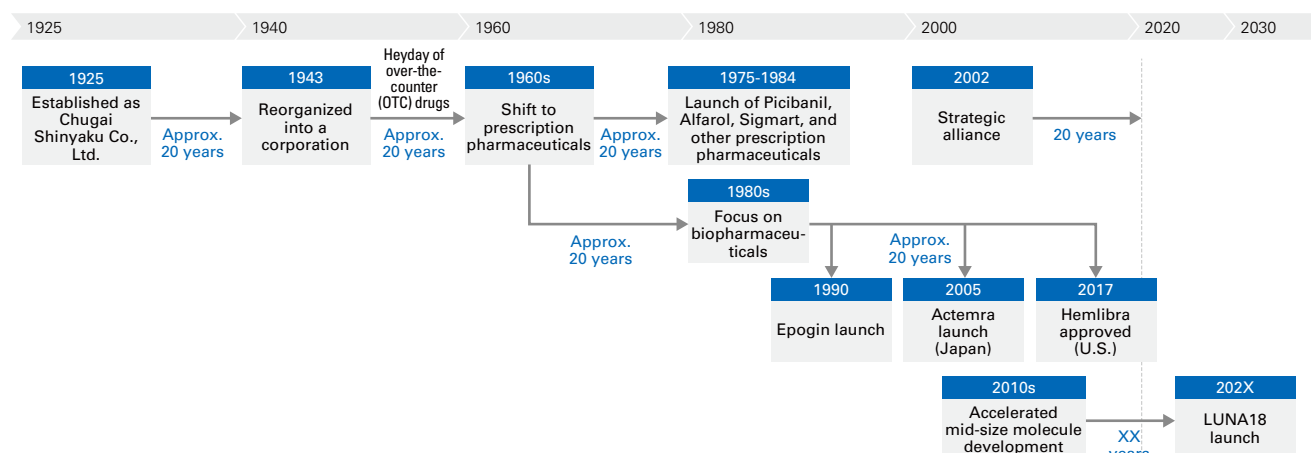 1925
1940
1960
1980
2000
2020
2030
1925
Established as
Chugai
Shinyaku Co.,
Ltd.
Approx.
20 years
1943
Reorganized
into a
corporation
Heyday of
over-the-
counter
(OTC) drugs
Approx.
20 years
1960s
Shift to
prescription
pharmaceuticals
Approx.
20 years
1975-1984
Launch of Picibanil,
Alfarol, Sigmart, and
other prescription
pharmaceuticals
2002
Strategic
alliance
20 years
Approx.
20 years
1980s
Focus on
biopharmaceu-
ticals
Approx.
20 years
1990
Epogin launch
2005
Actemra
launch
(Japan)
2017
Hemlibra
approved
(U.S.)
2010s
Accelerated
mid-size molecule
development
XX
years
202X
LUNA18
launch